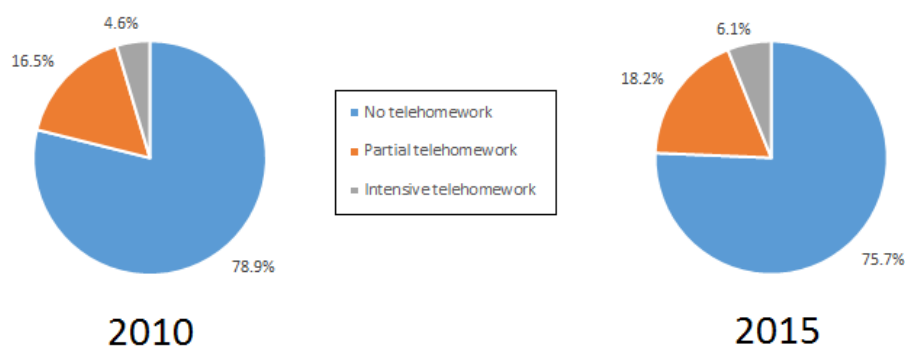 4.6%
16.5%
78.9%
2010
No telehomework
Partial telehomework
Intensive telehomework
6.1%
18.2%
75.7%
2015